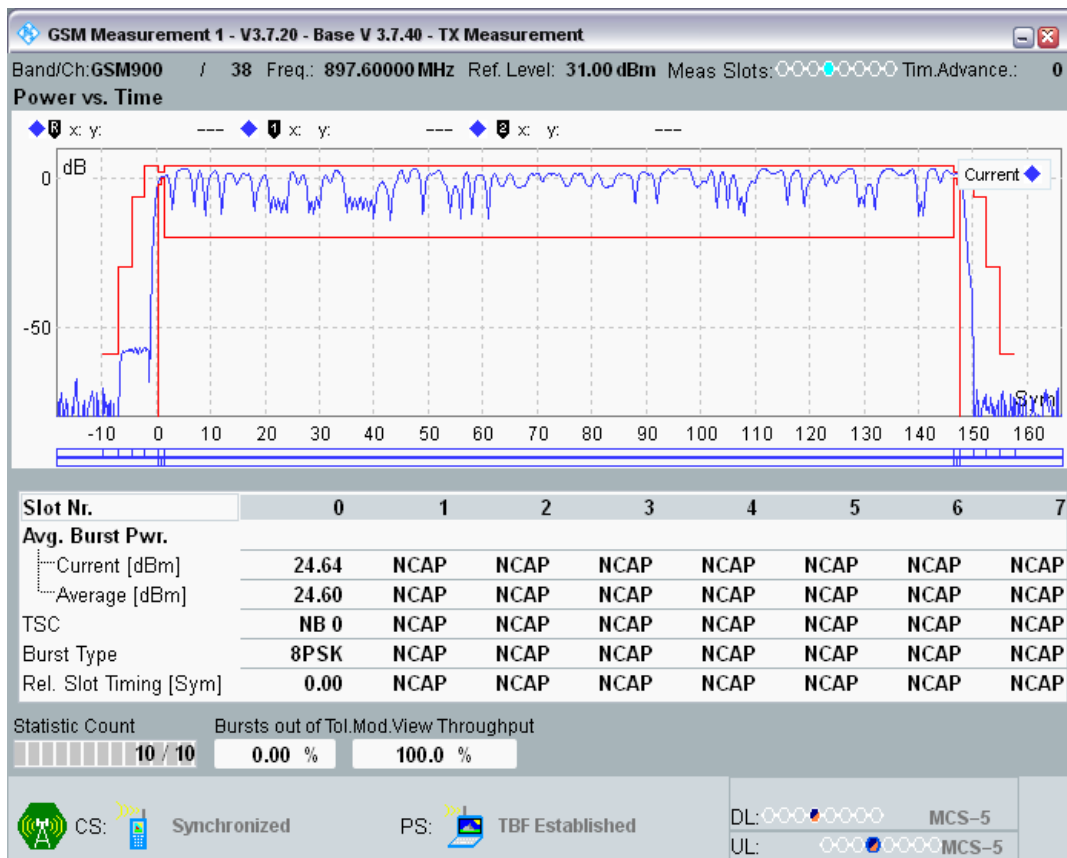 GSM Measurement 1 - V3.7.20 - Base V 3.7.40 - TX Measurement
Band/Ch:GSM900 / 38 Freq.: 897.60000 MHz Ref. Level: 31.00 dBm Meas Slots: Tim.Advance.: 0
Power vs. Time
R x: y: --- 1 x: y: --- 2 x: y: ---
dB
Current
0
-50
Sym
-10 0 10 20 30 40 50 60 70 80 90 100 110 120 130 140 150 160
Slot Nr. 0 1 2 3 4 5 6 7
Avg. Burst Pwr.
Current [dBm] 24.64 NCAP NCAP NCAP NCAP NCAP NCAP NCAP
Average [dBm] 24.60 NCAP NCAP NCAP NCAP NCAP NCAP NCAP
TSC NB 0 NCAP NCAP NCAP NCAP NCAP NCAP NCAP
Burst Type 8PSK NCAP NCAP NCAP NCAP NCAP NCAP NCAP
Rel. Slot Timing [Sym] 0.00 NCAP NCAP NCAP NCAP NCAP NCAP NCAP
Statistic Count Bursts out of Tol.Mod.View Throughput
10 / 10 0.00 % 100.0 %
CS: Synchronized PS: TBF Established DL: MCS-5
UL: MCS-5